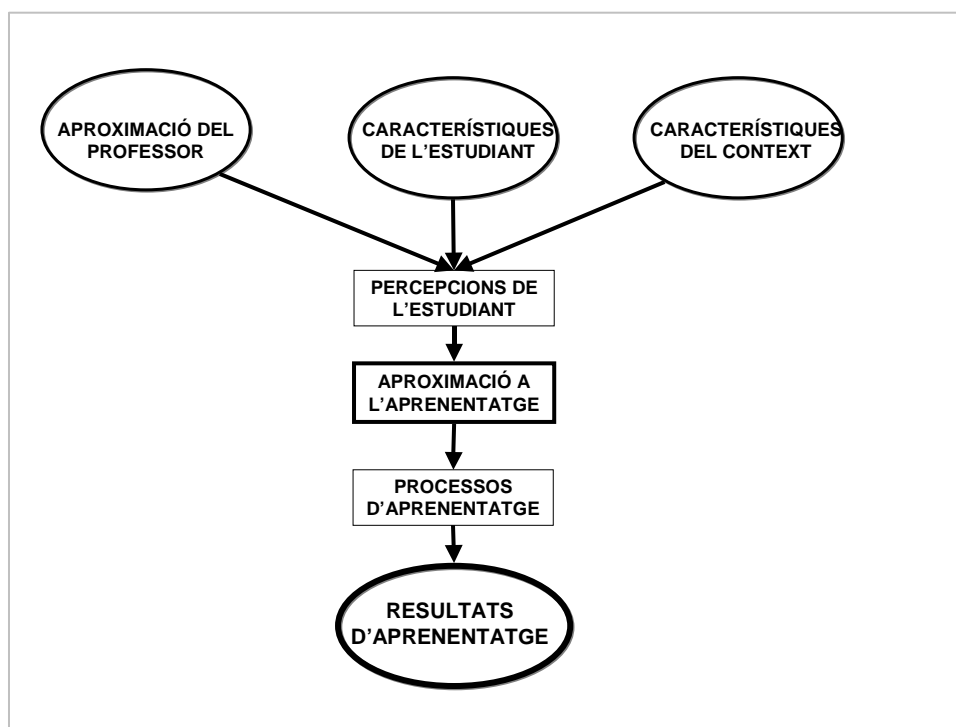 APROXIMACIÓ DEL
PROFESSOR
CARACTERÍSTIQUES
DE L'ESTUDIANT
CARACTERÍSTIQUES
DEL CONTEXT
PERCEPCIONS DE
L'ESTUDIANT
APROXIMACIÓ A
L'APRENENTATGE
PROCESSOS
D'APRENENTATGE
RESULTATS
D'APRENENTATGE